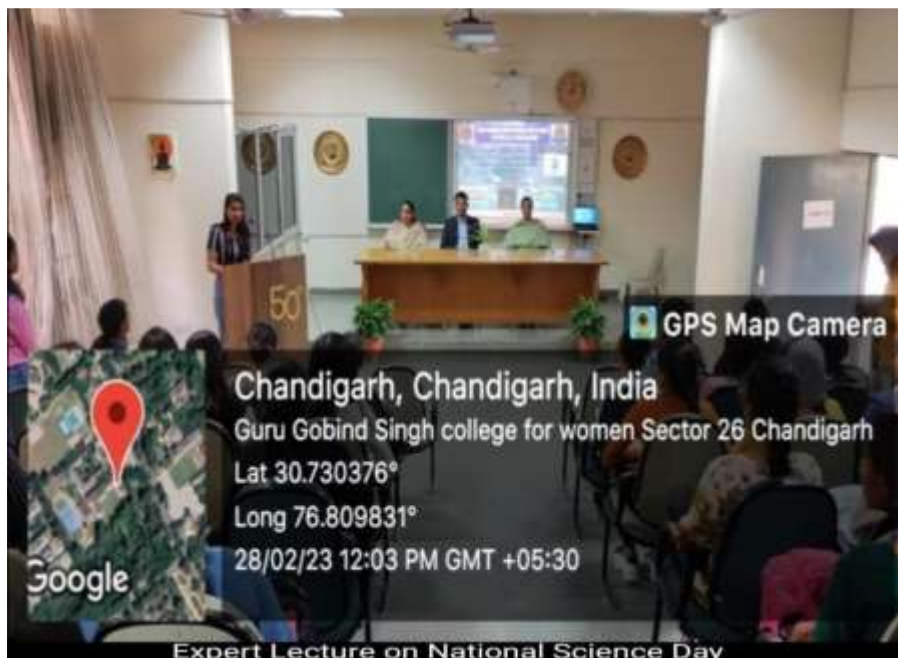 50
GPS Map Camera
Chandigarh, Chandigarh, India
Guru Gobind Singh college for women Sector 26 Chandigarh
Lat 30.730376°
Long 76.809831°
28/02/23 12:03 PM GMT +05:30
Google
Expert Lecture on National Science Day